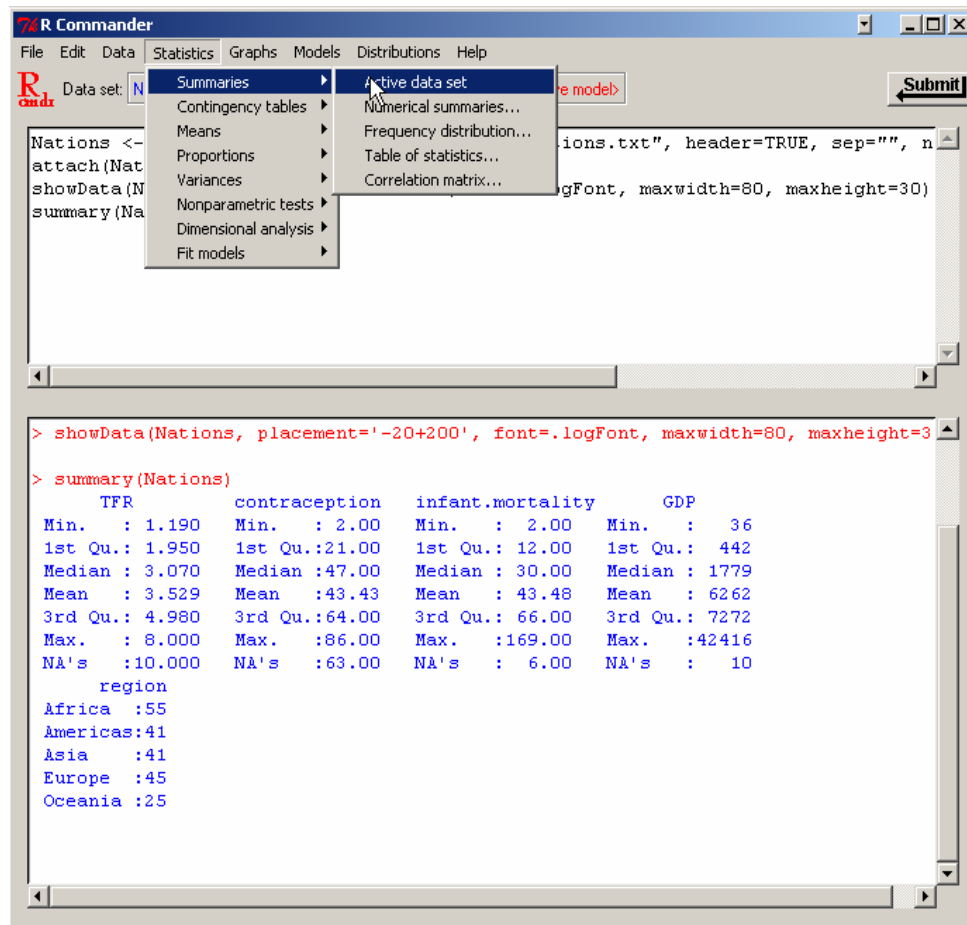 R Commander
File Edit Data Statistics Graphs Models Distributions Help
R cmdr Data set: N Summaries Active data set e model> Submit
Contingency tables Numerical summaries...
Means Frequency distribution...
Proportions Table of statistics...
Variances Correlation matrix...
Nonparametric tests
Dimensional analysis
Fit models
Nations <- ions.txt", header=TRUE, sep="", n
attach(Nat
showData(N gFont, maxwidth=80, maxheight=30)
summary(Na
> showData(Nations, placement='-20+200', font=.logFont, maxwidth=80, maxheight=3
> summary(Nations)
TFR contraception infant.mortality GDP
Min. : 1.190 Min. : 2.00 Min. : 2.00 Min. : 36
1st Qu.: 1.950 1st Qu.:21.00 1st Qu.: 12.00 1st Qu.: 442
Median : 3.070 Median :47.00 Median : 30.00 Median : 1779
Mean : 3.529 Mean :43.43 Mean : 43.48 Mean : 6262
3rd Qu.: 4.980 3rd Qu.:64.00 3rd Qu.: 66.00 3rd Qu.: 7272
Max. : 8.000 Max. :86.00 Max. :169.00 Max. :42416
NA's :10.000 NA's :63.00 NA's : 6.00 NA's : 10
region
Africa :55
Americas:41
Asia :41
Europe :45
Oceania :25